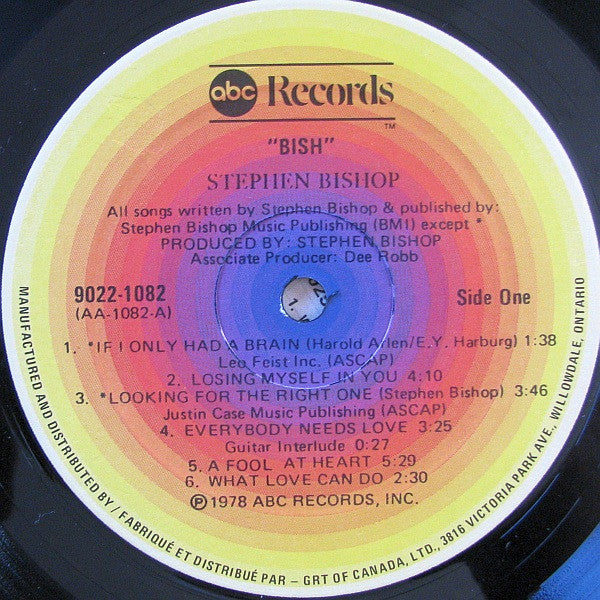 abc Records
TM
"BISH"
STEPHEN BISHOP
All songs written by Stephen Bishop & published by:
Stephen Bishop Music Publishing (BMI) except *
PRODUCED BY: STEPHEN BISHOP
Associate Producer: Dee Robb
9022-1082
(AA-1082-A)
Side One
1. *IF I ONLY HAD A BRAIN (Harold Arlen/E.Y. Harburg) 1:38
Leo Feist Inc. (ASCAP)
2. LOSING MYSELF IN YOU 4:10
3. *LOOKING FOR THE RIGHT ONE (Stephen Bishop) 3:46
Justin Case Music Publishing (ASCAP)
4. EVERYBODY NEEDS LOVE 3:25
Guitar Interlude 0:27
5. A FOOL AT HEART 5:29
6. WHAT LOVE CAN DO 2:30
Ⓟ1978 ABC RECORDS, INC.
MANUFACTURED AND DISTRIBUTED BY / FABRIQUÉ ET DISTRIBUÉ PAR – GRT OF CANADA, LTD., 3816 VICTORIA PARK AVE., WILLOWDALE, ONTARIO